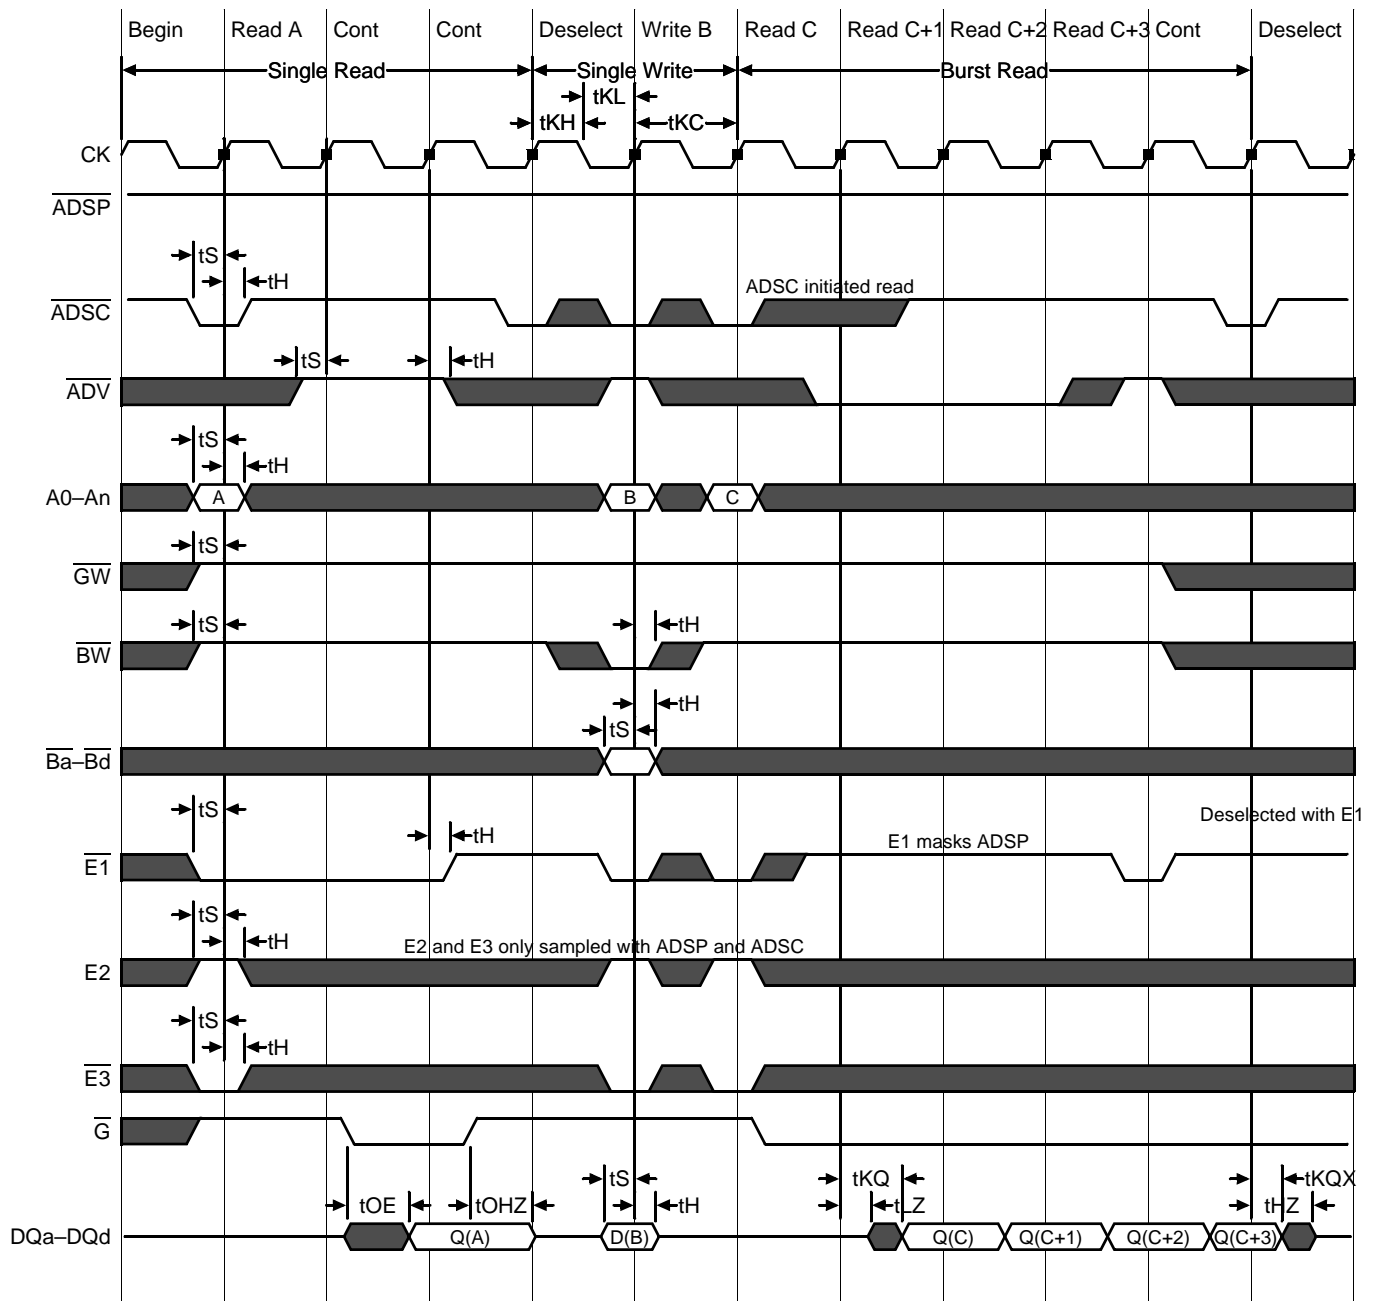 Begin Read A Cont Cont Deselect Write B Read C Read C+1 Read C+2 Read C+3 Cont Deselect
Single Read Single Write Burst Read
tKL
tKH tKC
CK
ADSP
tS
tH
ADSC initiated read
ADSC
tS tH
ADV
tS
tH
A0–An A B C
tS
GW
tS tH
BW
tH
tS
Ba–Bd
tS
Deselected with E1
tH
E1 masks ADSP
E1
tS
tH
E2 and E3 only sampled with ADSP and ADSC
E2
tS
tH
E3
G
tS tKQ tKQX
tOE tOHZ tH tLZ tHZ
DQa–DQd Q(A) D(B) Q(C) Q(C+1) Q(C+2) Q(C+3)